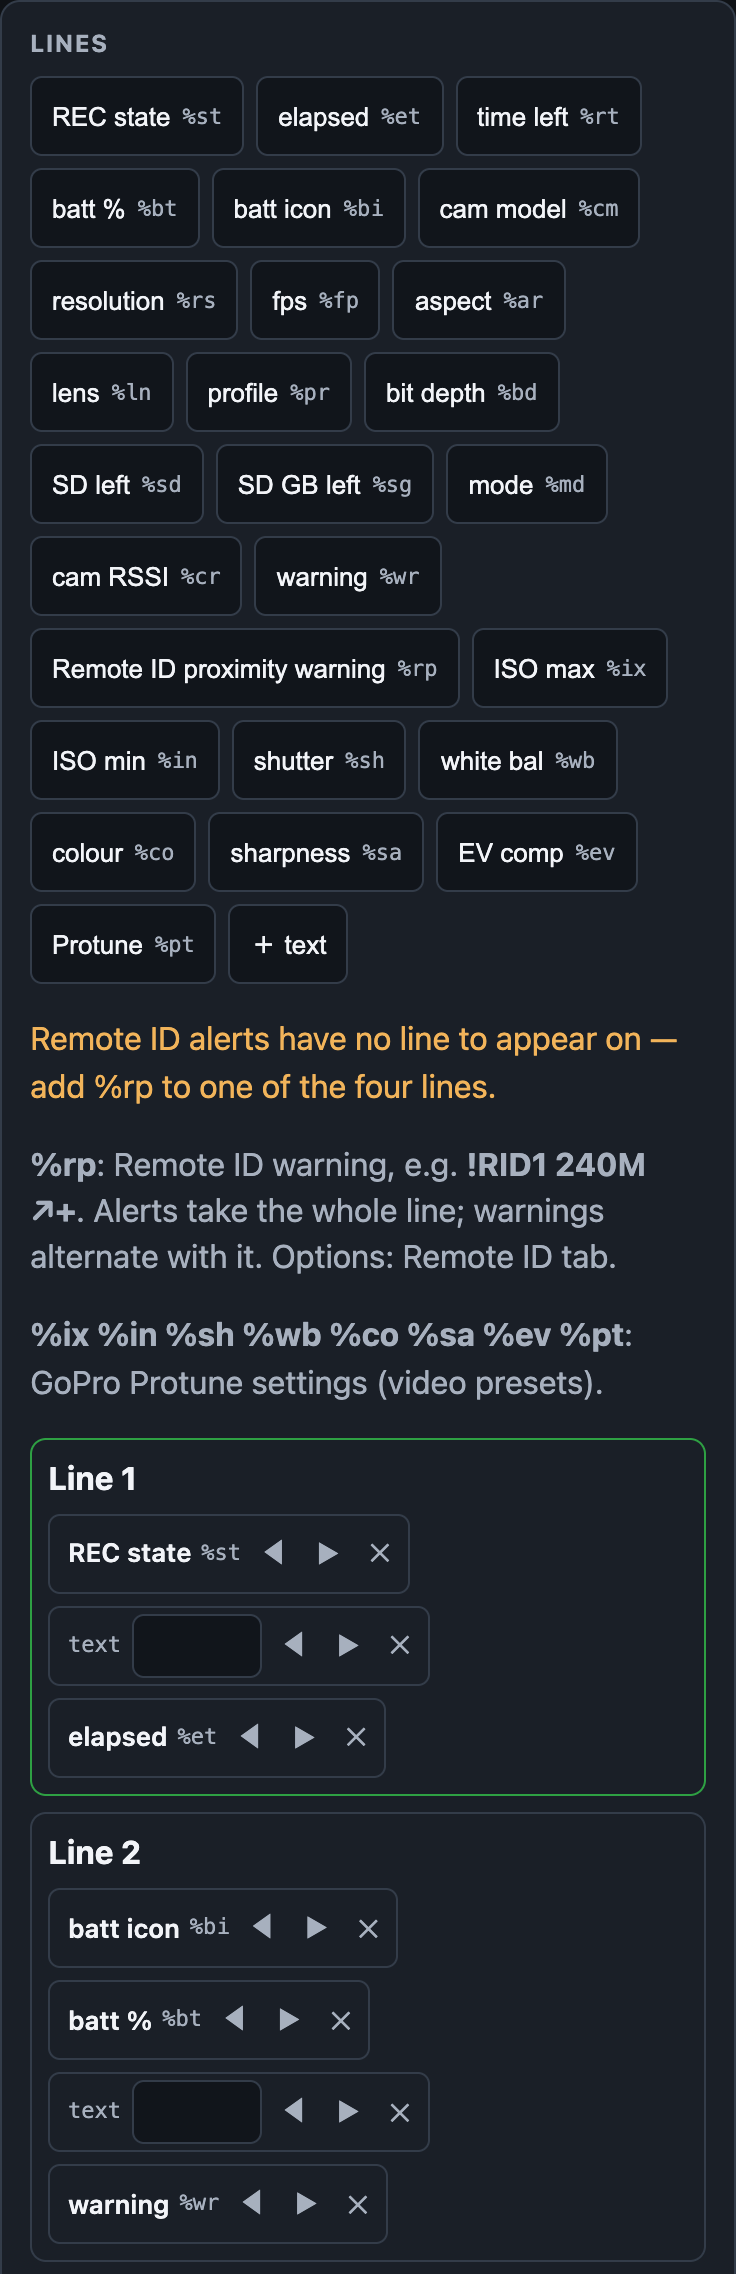 LINES
REC state %st elapsed %et time left %rt
batt % %bt batt icon %bi cam model %cm
resolution %rs fps %fp aspect %ar
lens %ln profile %pr bit depth %bd
SD left %sd SD GB left %sg mode %md
cam RSSI %cr warning %wr
Remote ID proximity warning %rp ISO max %ix
ISO min %in shutter %sh white bal %wb
colour %co sharpness %sa EV comp %ev
Protune %pt + text
Remote ID alerts have no line to appear on —
add %rp to one of the four lines.
%rp: Remote ID warning, e.g. !RID1 240M
↗+. Alerts take the whole line; warnings
alternate with it. Options: Remote ID tab.
%ix %in %sh %wb %co %sa %ev %pt:
GoPro Protune settings (video presets).
Line 1
REC state %st ◀ ▶ ✕
text ◀ ▶ ✕
elapsed %et ◀ ▶ ✕
Line 2
batt icon %bi ◀ ▶ ✕
batt % %bt ◀ ▶ ✕
text ◀ ▶ ✕
warning %wr ◀ ▶ ✕